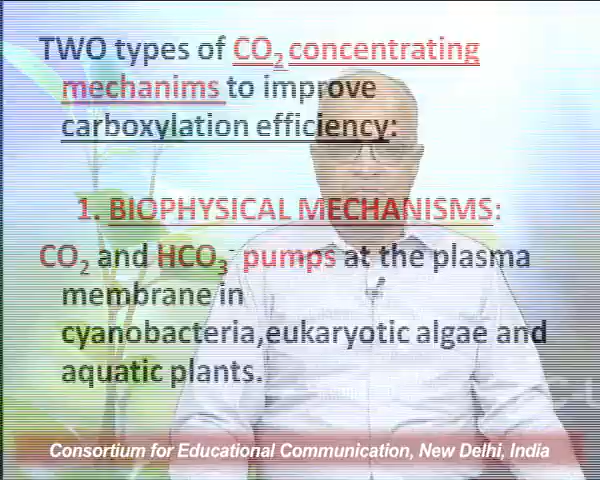 TWO types of CO₂ concentrating
mechanims to improve
carboxylation efficiency:
1. BIOPHYSICAL MECHANISMS:
CO₂ and HCO₃⁻ pumps at the plasma
membrane in
cyanobacteria,eukaryotic algae and
aquatic plants.
Consortium for Educational Communication, New Delhi, India